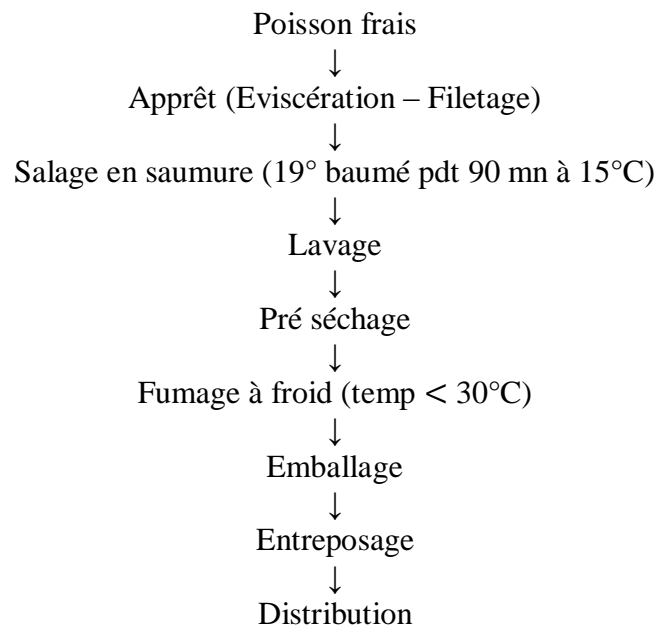 Poisson frais
↓
Apprêt (Eviscération – Filetage)
↓
Salage en saumure (19° baumé pdt 90 mn à 15°C)
↓
Lavage
↓
Pré séchage
↓
Fumage à froid (temp < 30°C)
↓
Emballage
↓
Entreposage
↓
Distribution